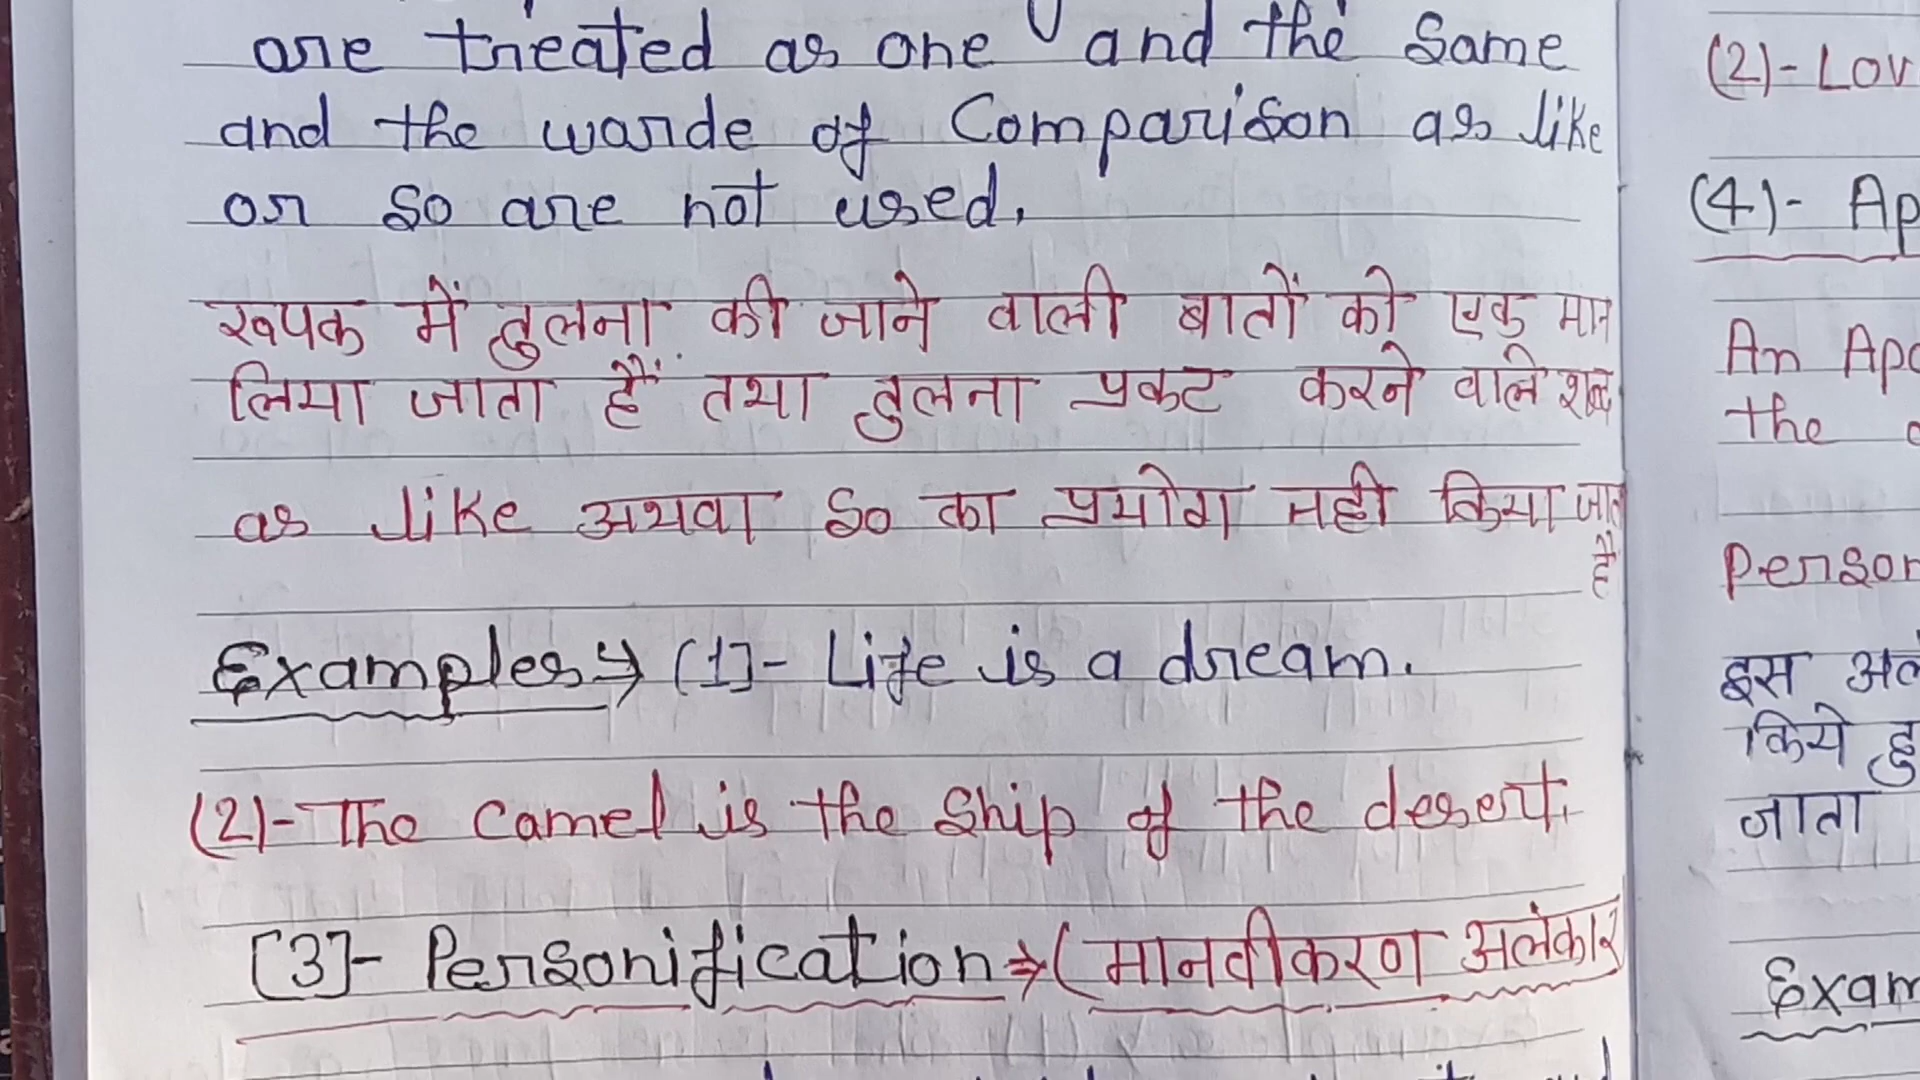 are treated as one and the same
and the warde of Comparison as like
or so are not used.
रूपक में तुलना की जाने वाली बातों को एक मान
लिया जाता हैं तथा तुलना प्रकट करने वाले शब्द
as like अथवा so का प्रयोग नही किया जाता
है
Examples → (1)- Life is a dream.
(2)- The Camel is the Ship of the desert.
[3]- Personification ⇒ (मानवीकरण अलंकार
(2)- Lov
(4)- Ap
An Apo
the
Person
इस अलं
किये हु
जाता
Exam